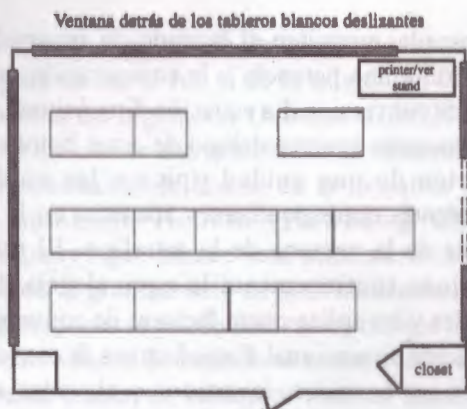 Ventana detrás de los tableros blancos deslizantes
printer/ver
stand
closet